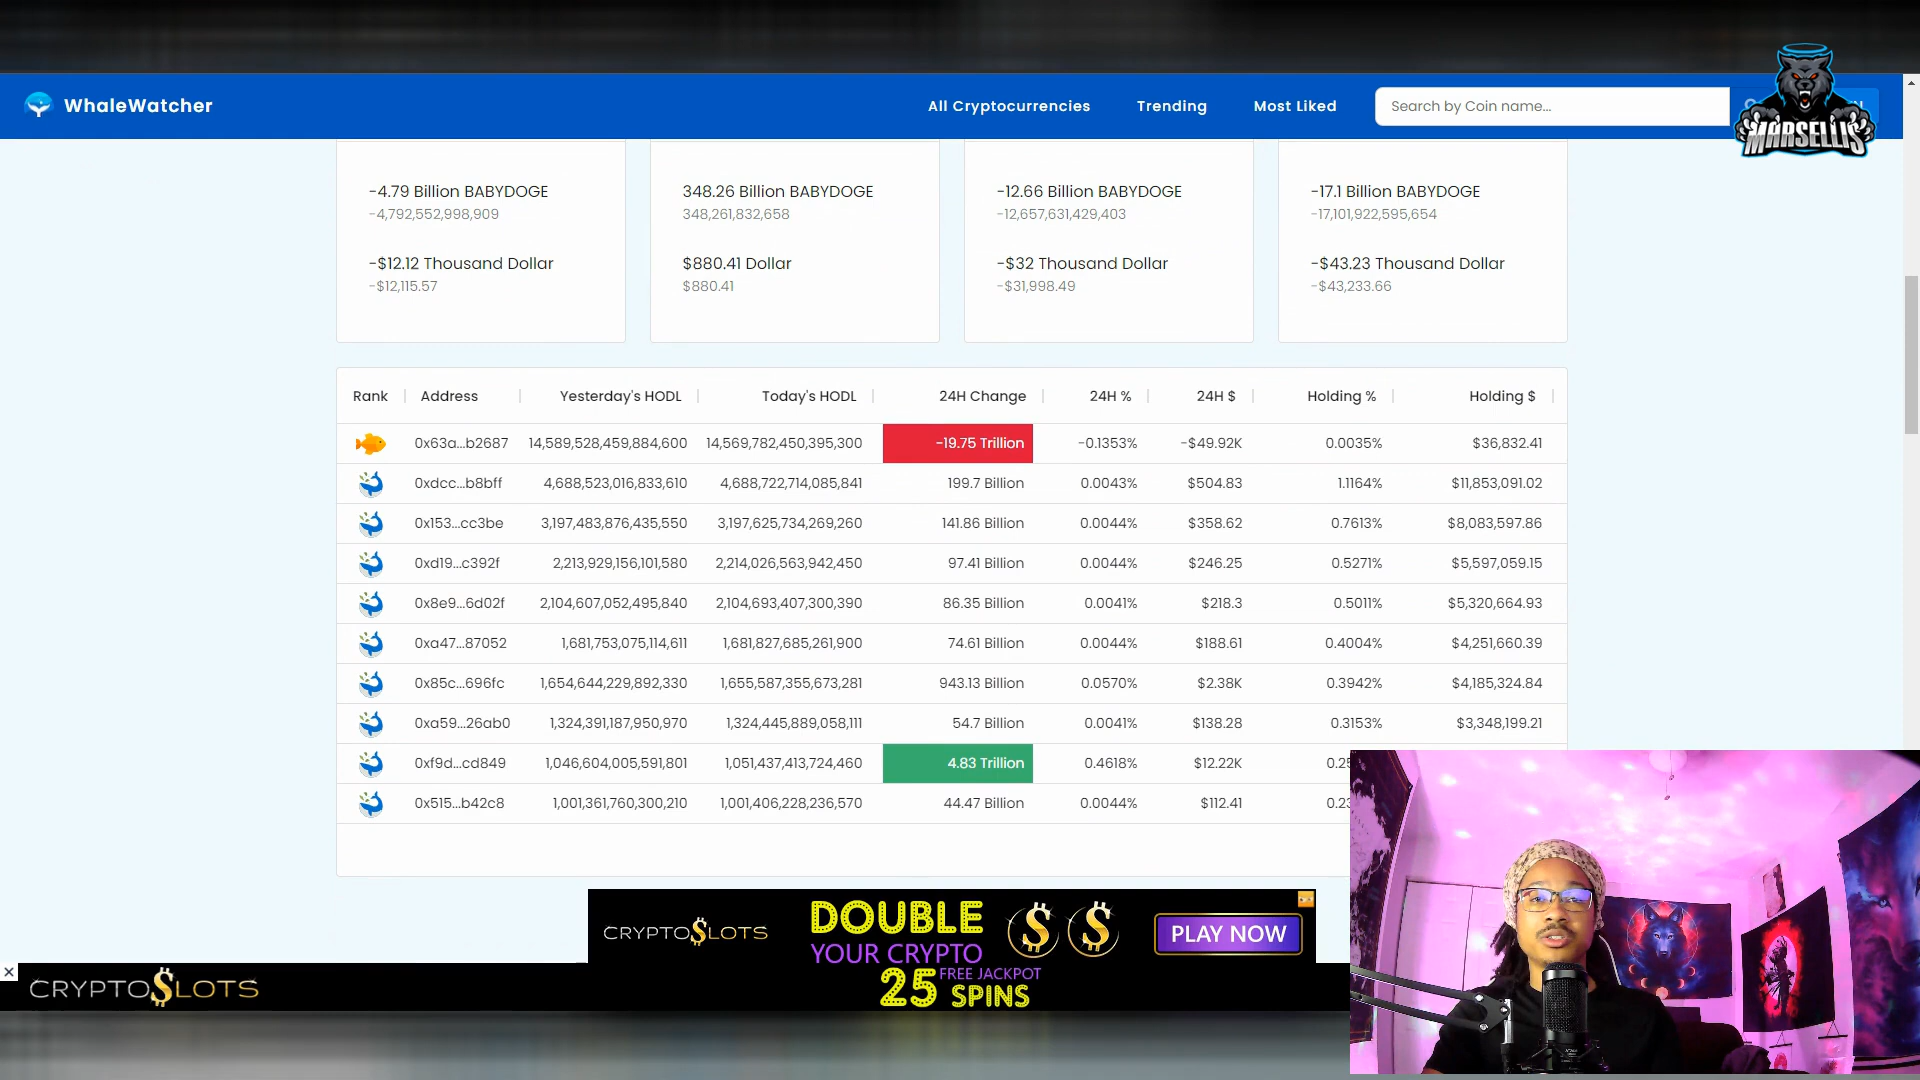 WhaleWatcher
All Cryptocurrencies
Trending
Most Liked
Search by Coin name...
MARSELLIS
-4.79 Billion BABYDOGE
-4,792,552,998,909
-$12.12 Thousand Dollar
-$12,115.57
348.26 Billion BABYDOGE
348,261,832,658
$880.41 Dollar
$880.41
-12.66 Billion BABYDOGE
-12,657,631,429,403
-$32 Thousand Dollar
-$31,998.49
-17.1 Billion BABYDOGE
-17,101,922,595,654
-$43.23 Thousand Dollar
-$43,233.66
Rank Address Yesterday's HODL Today's HODL 24H Change 24H % 24H $ Holding % Holding $
0x63a...b2687 14,589,528,459,884,600 14,569,782,450,395,300 -19.75 Trillion -0.1353% -$49.92K 0.0035% $36,832.41
0xdcc...b8bff 4,688,523,016,833,610 4,688,722,714,085,841 199.7 Billion 0.0043% $504.83 1.1164% $11,853,091.02
0x153...cc3be 3,197,483,876,435,550 3,197,625,734,269,260 141.86 Billion 0.0044% $358.62 0.7613% $8,083,597.86
0xd19...c392f 2,213,929,156,101,580 2,214,026,563,942,450 97.41 Billion 0.0044% $246.25 0.5271% $5,597,059.15
0x8e9...6d02f 2,104,607,052,495,840 2,104,693,407,300,390 86.35 Billion 0.0041% $218.3 0.5011% $5,320,664.93
0xa47...87052 1,681,753,075,114,611 1,681,827,685,261,900 74.61 Billion 0.0044% $188.61 0.4004% $4,251,660.39
0x85c...696fc 1,654,644,229,892,330 1,655,587,355,673,281 943.13 Billion 0.0570% $2.38K 0.3942% $4,185,324.84
0xa59...26ab0 1,324,391,187,950,970 1,324,445,889,058,111 54.7 Billion 0.0041% $138.28 0.3153% $3,348,199.21
0xf9d...cd849 1,046,604,005,591,801 1,051,437,413,724,460 4.83 Trillion 0.4618% $12.22K
0x515...b42c8 1,001,361,760,300,210 1,001,406,228,236,570 44.47 Billion 0.0044% $112.41
CRYPTO$LOTS
DOUBLE
YOUR CRYPTO
25 FREE JACKPOT
SPINS
PLAY NOW
CRYPTO$LOTS